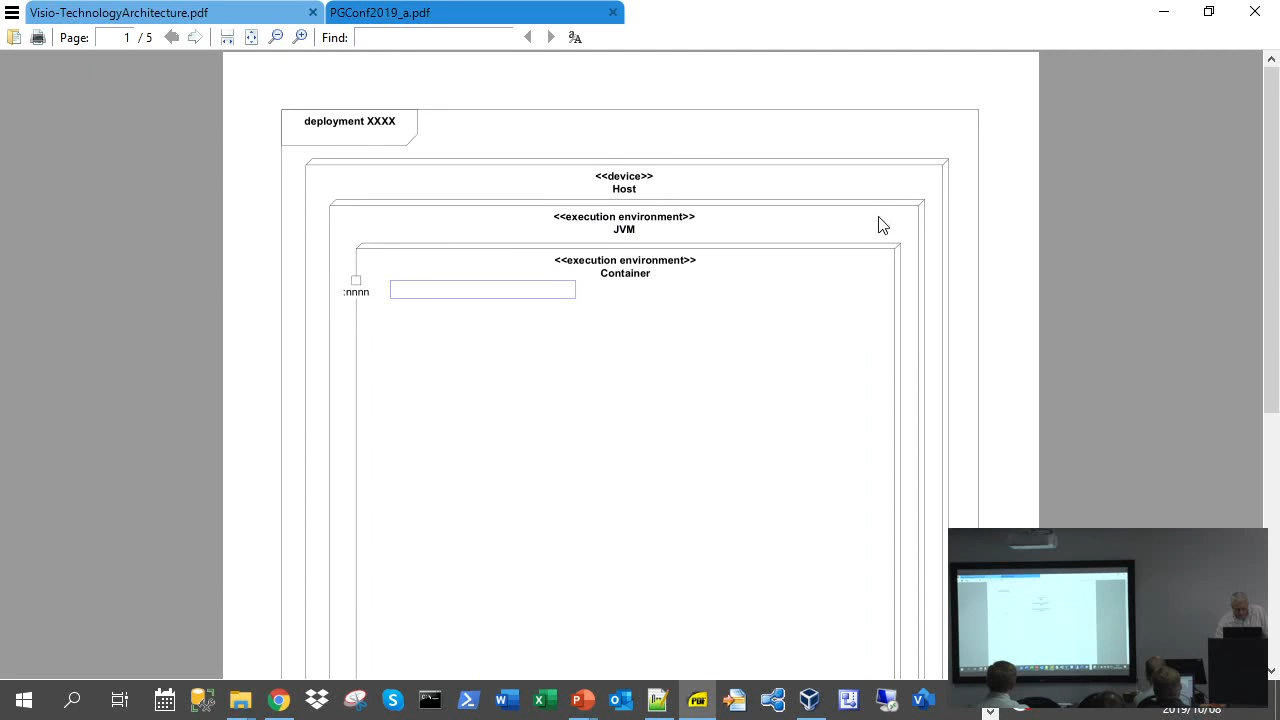 Visio-TechnologyArchitecture.pdf
PGConf2019_a.pdf
Page: 1 / 5
Find:
deployment XXXX
<<device>>
Host
<<execution environment>>
JVM
<<execution environment>>
Container
:nnnn
2019/10/08